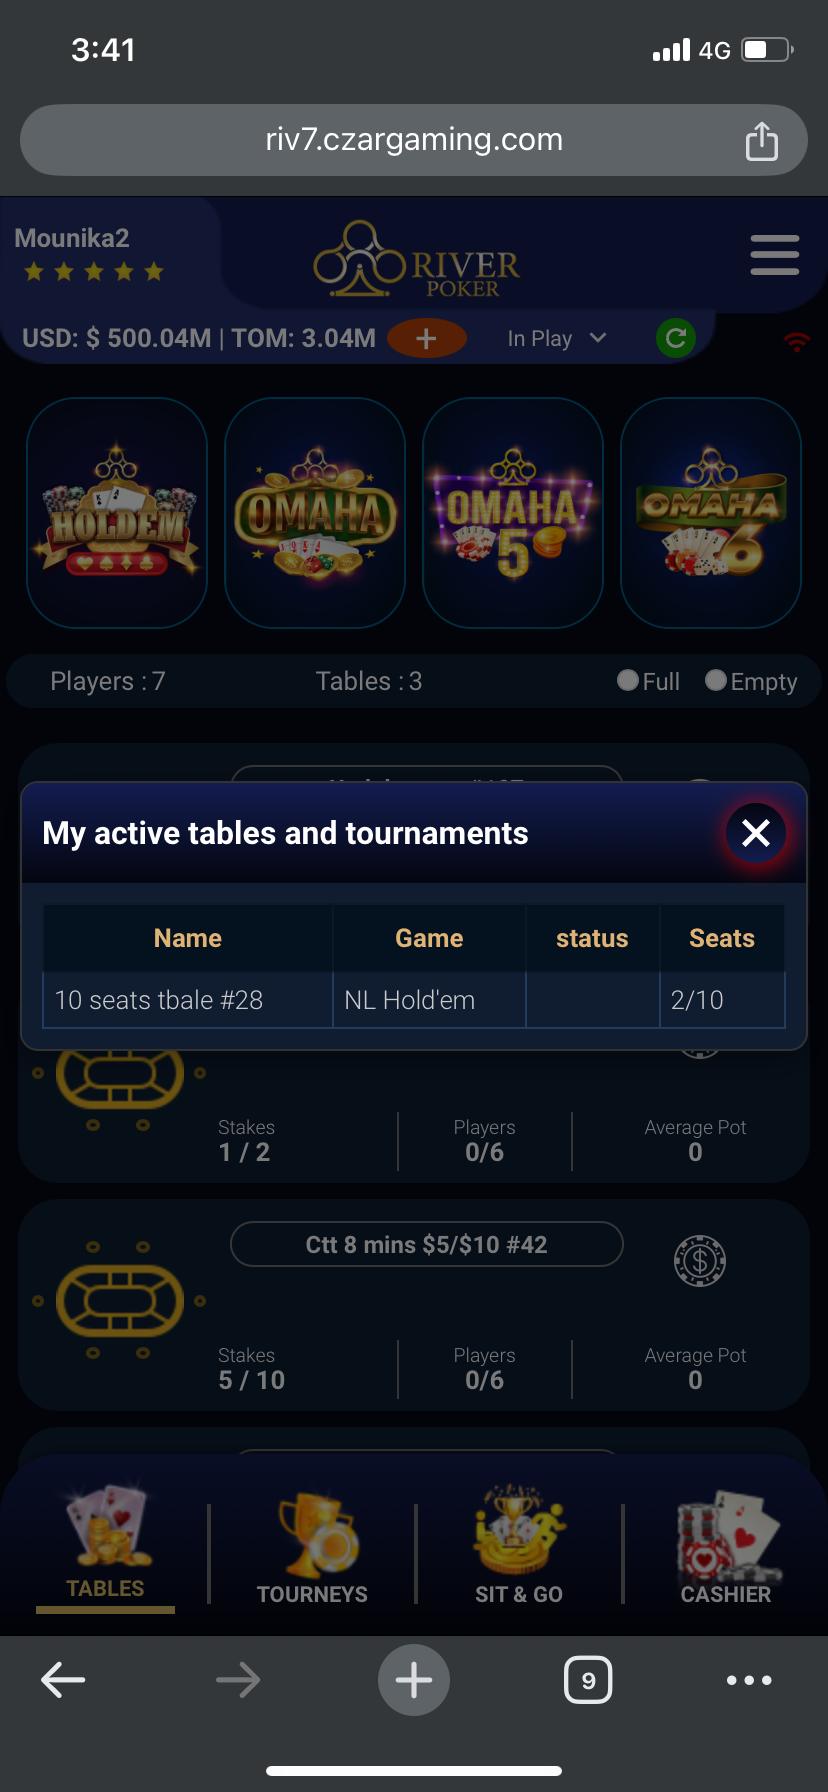 3:41
4G
riv7.czargaming.com
Mounika2
RIVER
POKER
USD: $ 500.04M | TOM: 3.04M
+
In Play
HOLDEM
OMAHA
OMAHA
5
OMAHA
6
Players : 7
Tables : 3
Full
Empty
My active tables and tournaments
Name Game status Seats
10 seats tbale #28 NL Hold'em 2/10
Stakes Players Average Pot
1 / 2 0/6 0
Ctt 8 mins $5/$10 #42
$
Stakes Players Average Pot
5 / 10 0/6 0
TABLES
TOURNEYS
SIT & GO
CASHIER
9